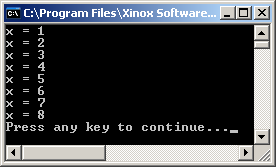 C:\Program Files\Xinox Software...
x = 1
x = 2
x = 3
x = 4
x = 5
x = 6
x = 7
x = 8
Press any key to continue..._